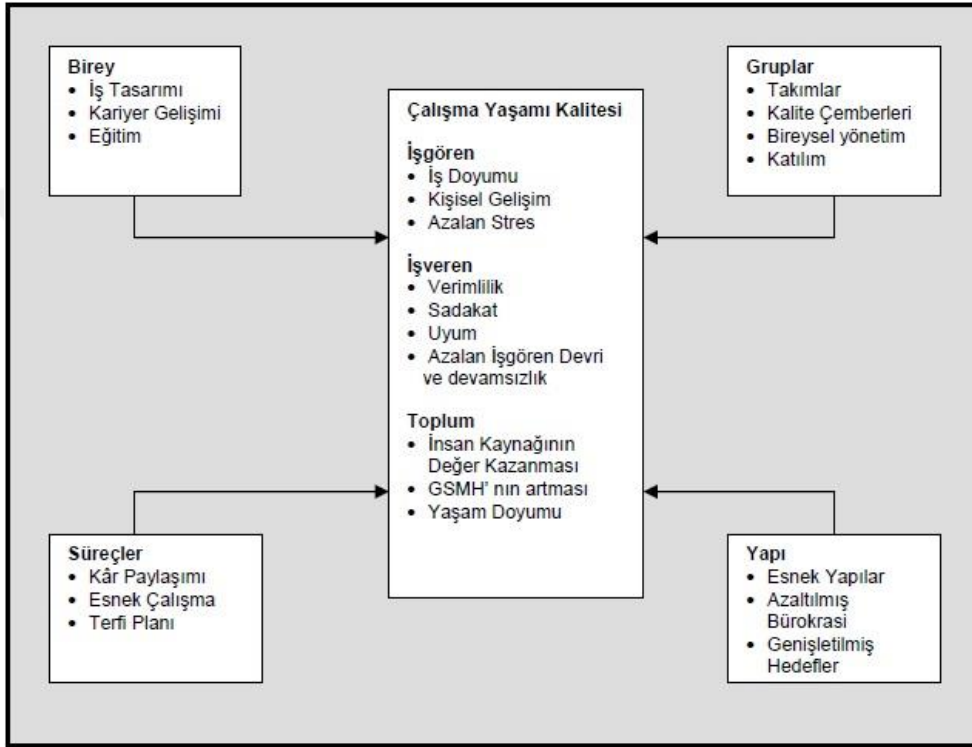 Birey
• İş Tasarımı
• Kariyer Gelişimi
• Eğitim
Gruplar
• Takımlar
• Kalite Çemberleri
• Bireysel yönetim
• Katılım
Çalışma Yaşamı Kalitesi
İşgören
• İş Doyumu
• Kişisel Gelişim
• Azalan Stres
İşveren
• Verimlilik
• Sadakat
• Uyum
• Azalan İşgören Devri
ve devamsızlık
Toplum
• İnsan Kaynağının
Değer Kazanması
• GSMH' nın artması
• Yaşam Doyumu
Süreçler
• Kâr Paylaşımı
• Esnek Çalışma
• Terfi Planı
Yapı
• Esnek Yapılar
• Azaltılmış
Bürokrasi
• Genişletilmiş
Hedefler